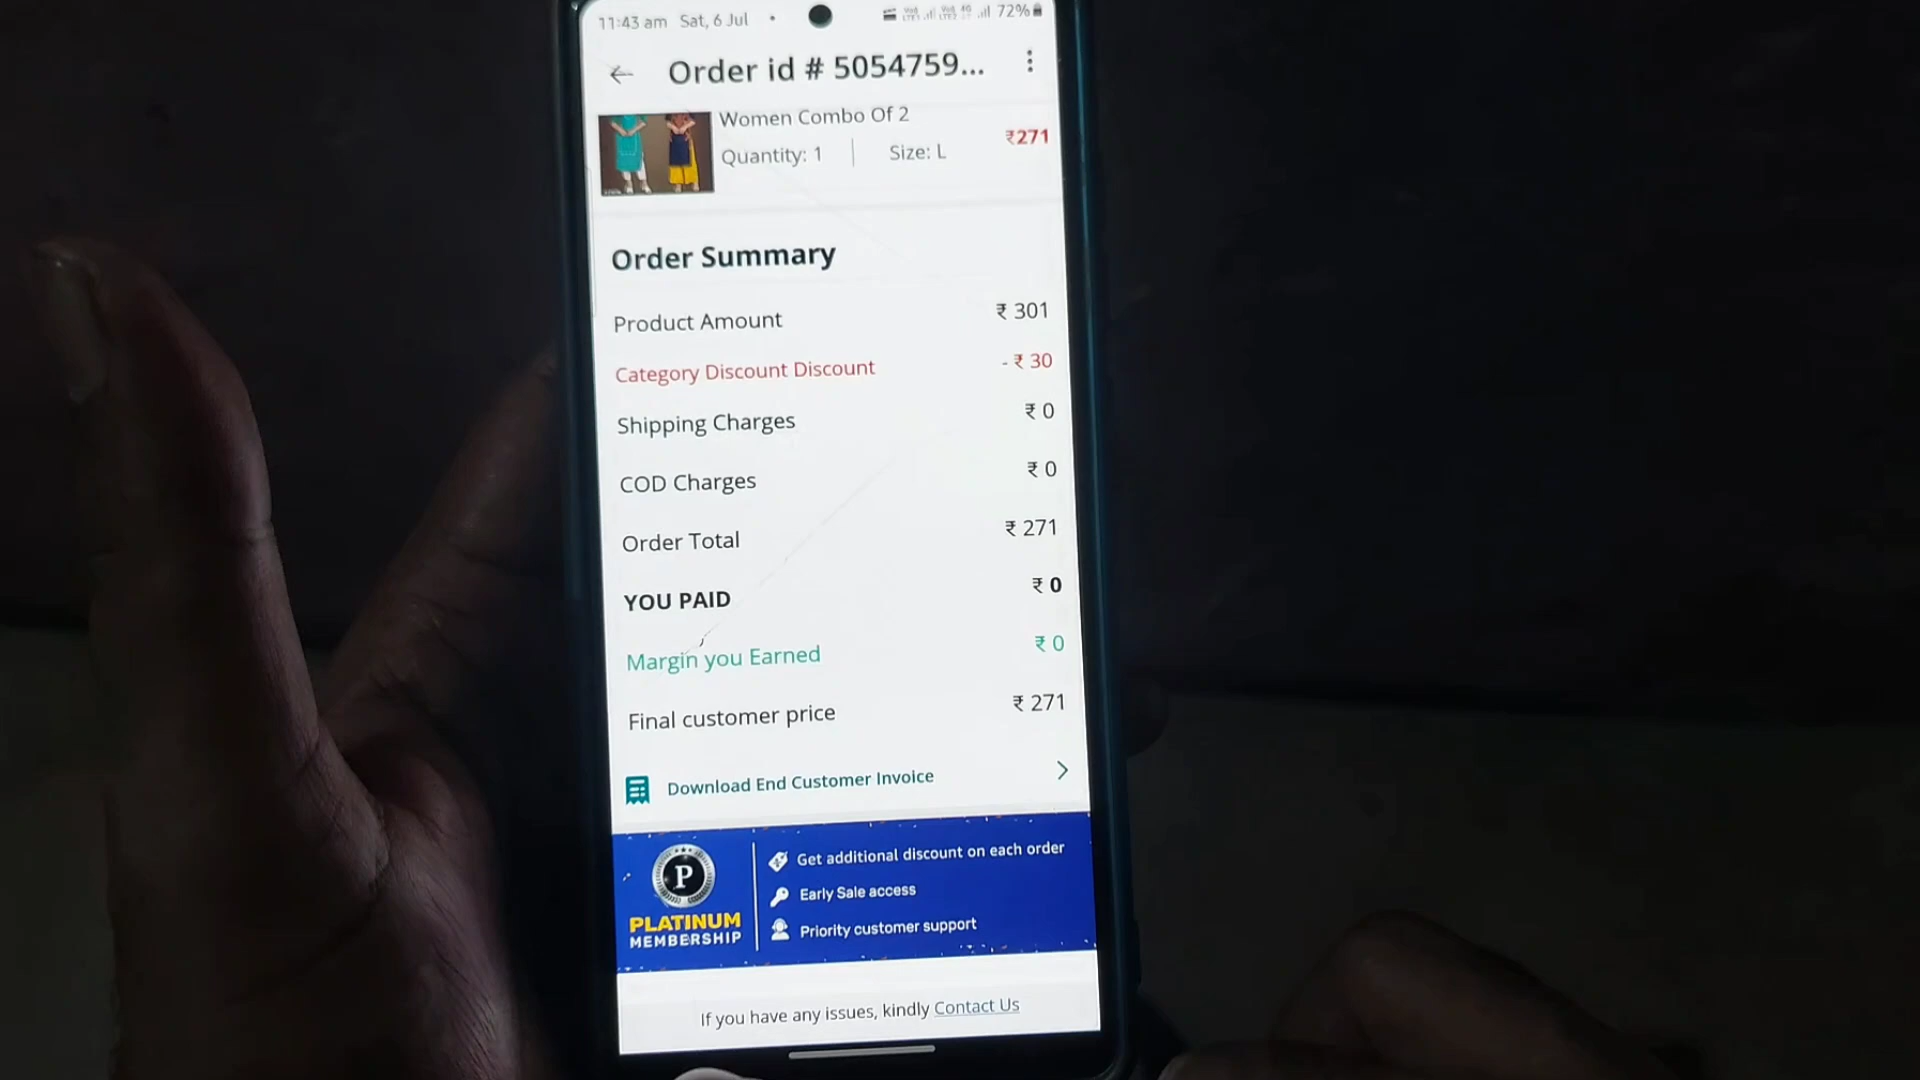 11:43 am Sat, 6 Jul
72%
Order id # 5054759...
Women Combo Of 2
Quantity: 1 Size: L ₹271
Order Summary
Product Amount ₹ 301
Category Discount Discount - ₹ 30
Shipping Charges ₹ 0
COD Charges ₹ 0
Order Total ₹ 271
YOU PAID ₹ 0
Margin you Earned ₹ 0
Final customer price ₹ 271
Download End Customer Invoice
P
PLATINUM
MEMBERSHIP
Get additional discount on each order
Early Sale access
Priority customer support
If you have any issues, kindly Contact Us